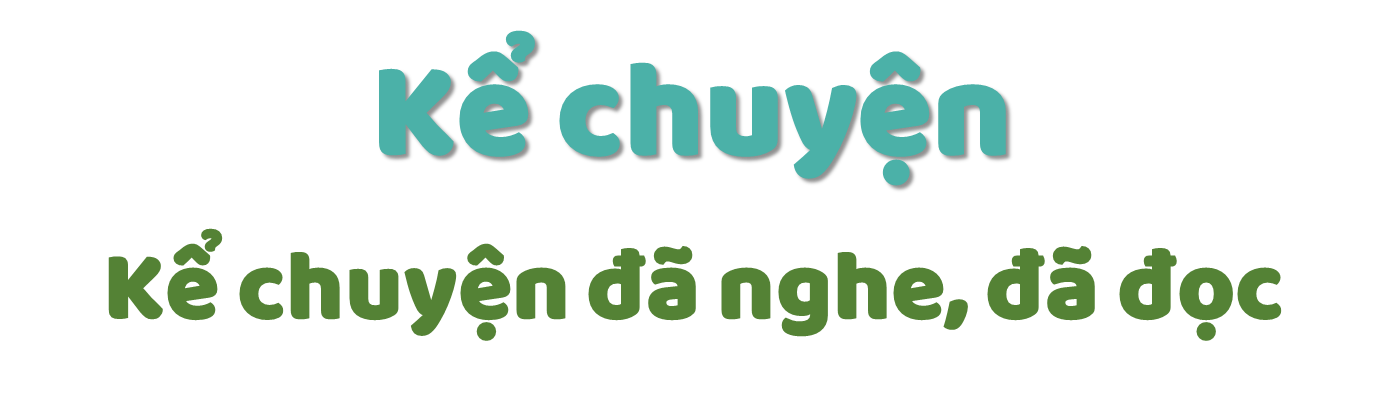 Kể chuyện
Kể chuyện đã nghe, đã đọc